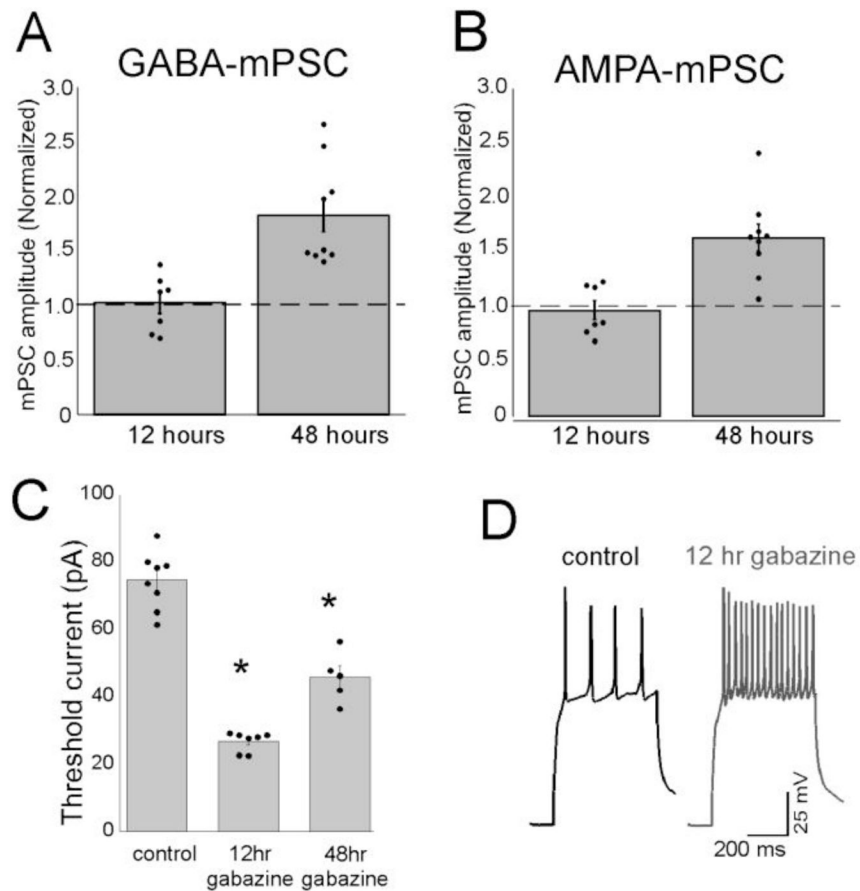 A
GABA-mPSC
mPSC amplitude (Normalized)
3.0
2.5
2.0
1.5
1.0
0.5
0
12 hours
48 hours
B
AMPA-mPSC
mPSC amplitude (Normalized)
3.0
2.5
2.0
1.5
1.0
0.5
0
12 hours
48 hours
C
Threshold current (pA)
100
80
60
40
20
0
*
*
control
12hr
gabazine
48hr
gabazine
D
control
12 hr gabazine
25 mV
200 ms